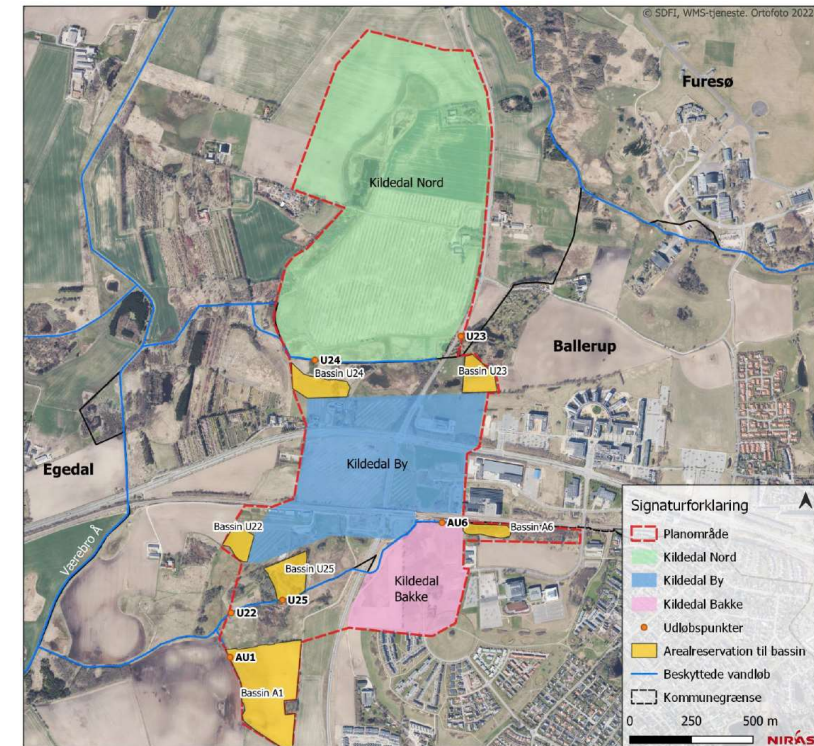 © SDFI, WMS-tjeneste. Ortofoto 2022
Furesø
Kildedal Nord
U23
Ballerup
U24
Bassin U24
Bassin U23
Kildedal By
Egedal
Værebro Å
AU6
Bassin A6
Bassin U22
Bassin U25
Kildedal
Bakke
U25
U22
AU1
Bassin A1
Signaturforklaring
Planområde
Kildedal Nord
Kildedal By
Kildedal Bakke
Udløbspunkter
Arealreservation til bassin
Beskyttede vandløb
Kommunegrænse
0 250 500 m
NIRÁS